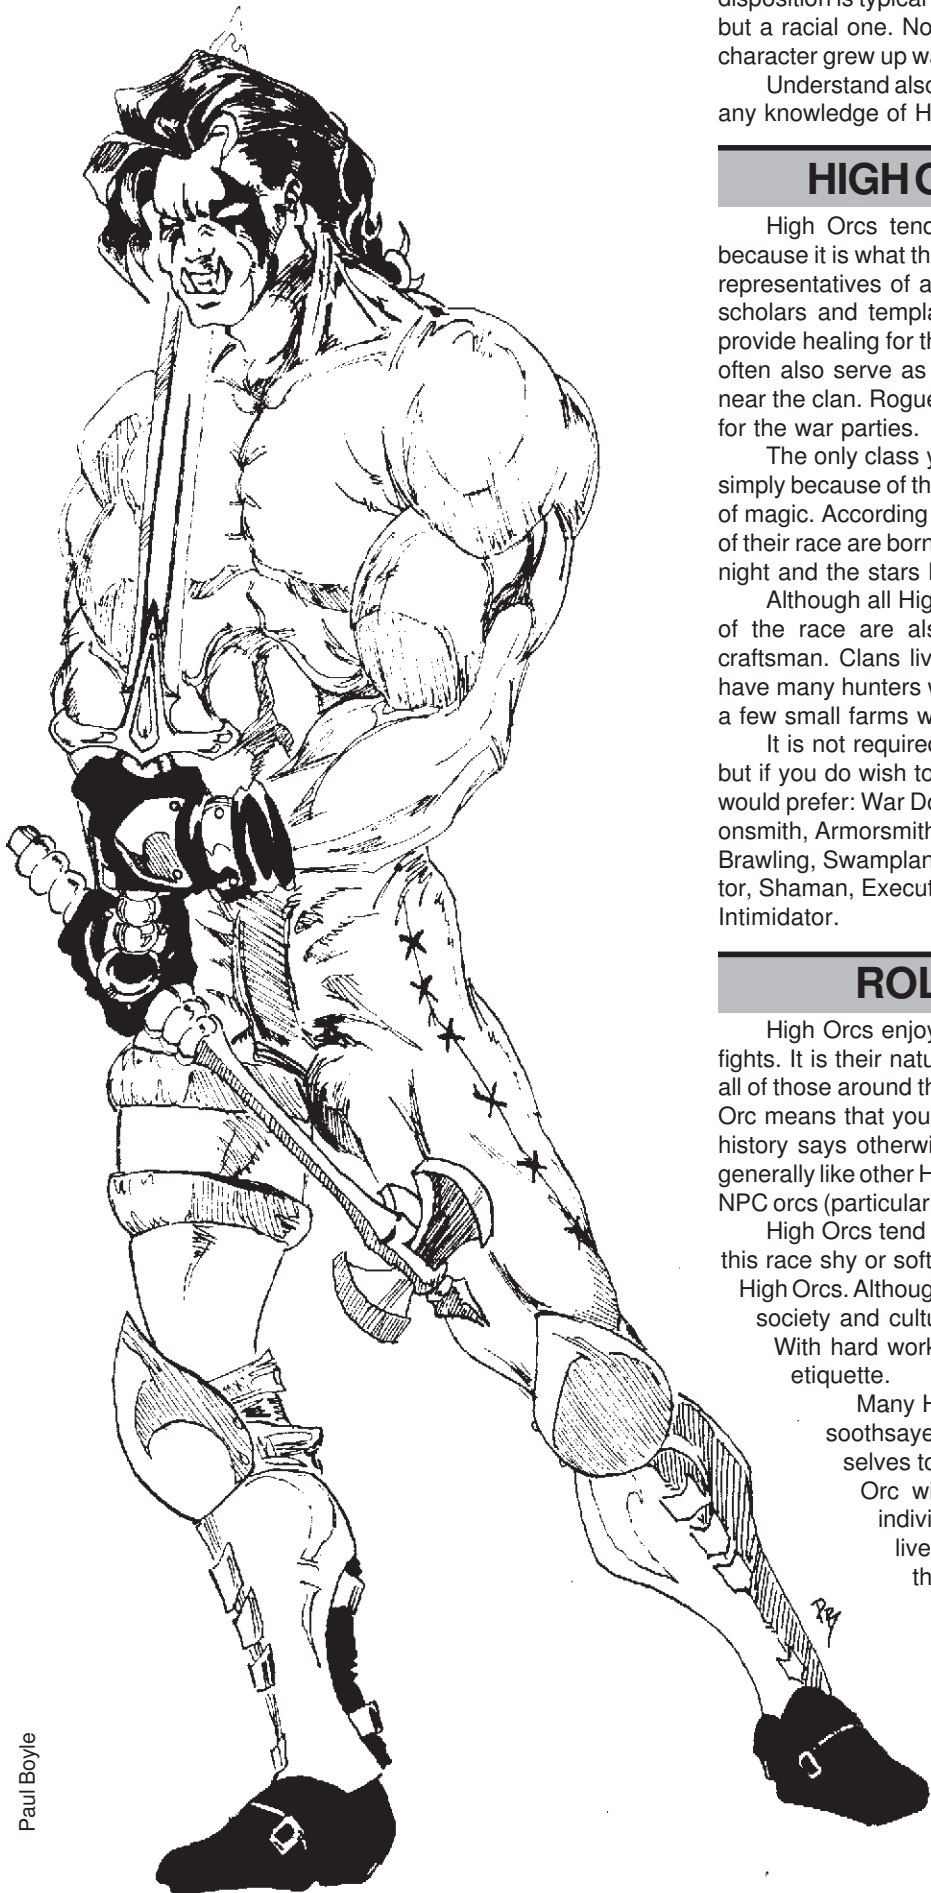 disposition is typical
but a racial one. No
character grew up wa
Understand also
any knowledge of H
HIGH O
High Orcs tend
because it is what th
representatives of a
scholars and templa
provide healing for th
often also serve as
near the clan. Rogue
for the war parties.
The only class y
simply because of th
of magic. According
of their race are born
night and the stars
Although all Hig
of the race are als
craftsman. Clans liv
have many hunters w
a few small farms w
It is not required
but if you do wish to
would prefer: War Do
onsmith, Armorsmith
Brawling, Swamplan
tor, Shaman, Execut
Intimidator.
ROL
High Orcs enjoy
fights. It is their natu
all of those around th
Orc means that you
history says otherwi
generally like other H
NPC orcs (particular
High Orcs tend
this race shy or soft
High Orcs. Althoug
society and cultu
With hard work
etiquette.
Many H
soothsaye
selves to
Orc wi
indivi
live
th
Paul Boyle